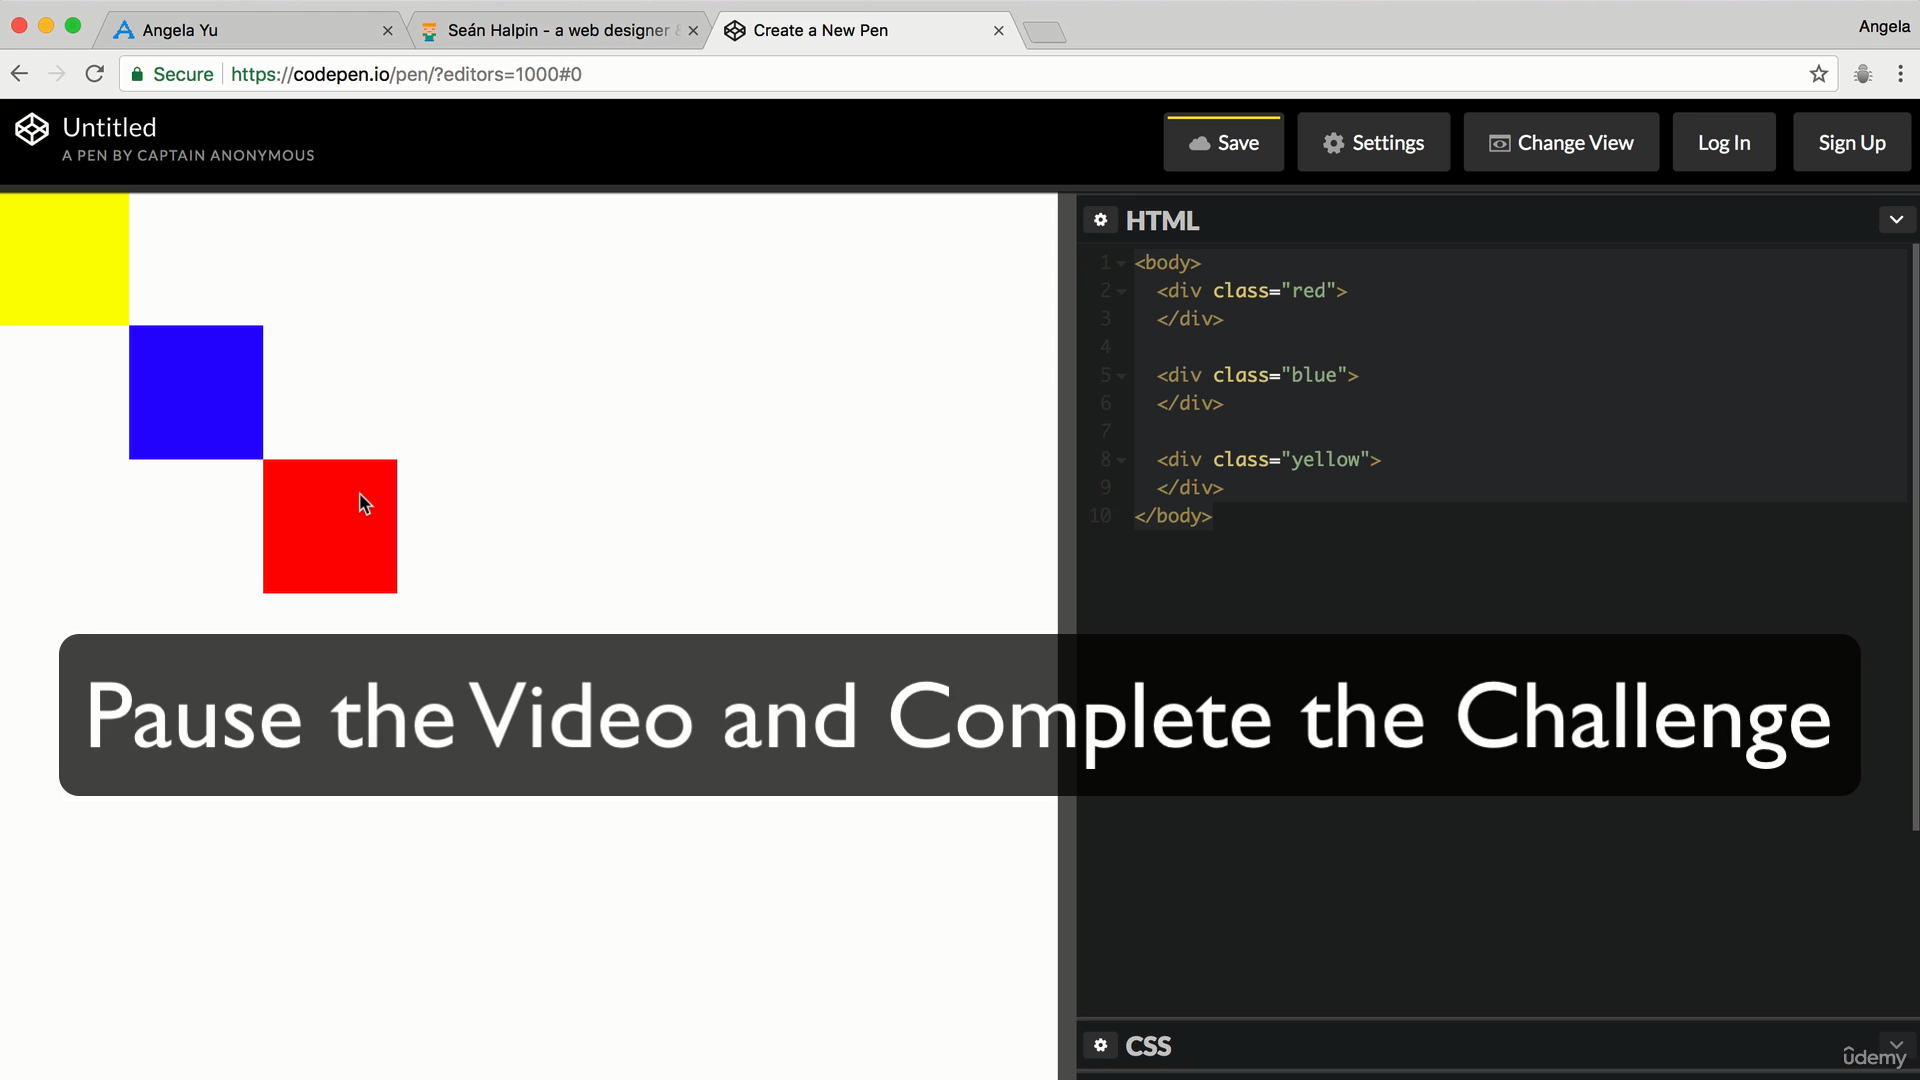 Angela Yu
Seán Halpin - a web designer &
Create a New Pen
Angela
Secure
https://codepen.io/pen/?editors=1000#0
Untitled
A PEN BY CAPTAIN ANONYMOUS
Save
Settings
Change View
Log In
Sign Up
HTML
1 <body>
2 <div class="red">
3 </div>
4
5 <div class="blue">
6 </div>
7
8 <div class="yellow">
9 </div>
10 </body>
Pause the Video and Complete the Challenge
CSS
ûdemy